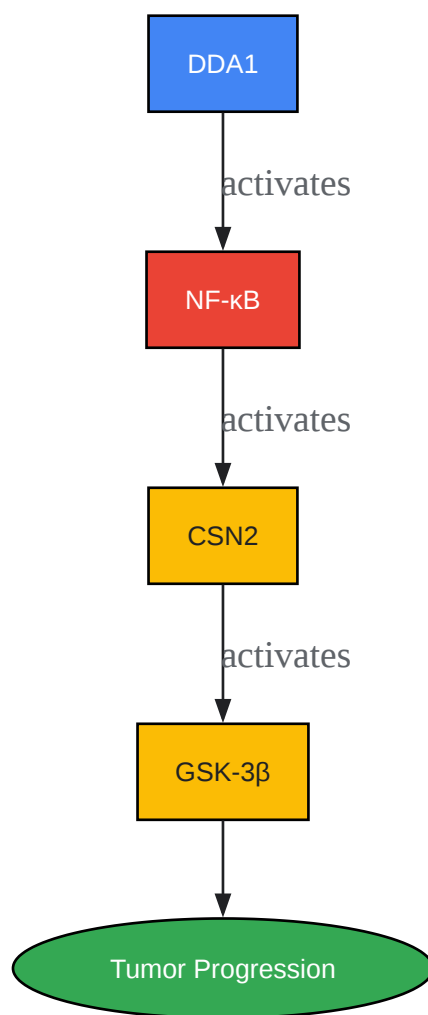 DDA1
activates
NF-κB
activates
CSN2
activates
GSK-3β
Tumor Progression